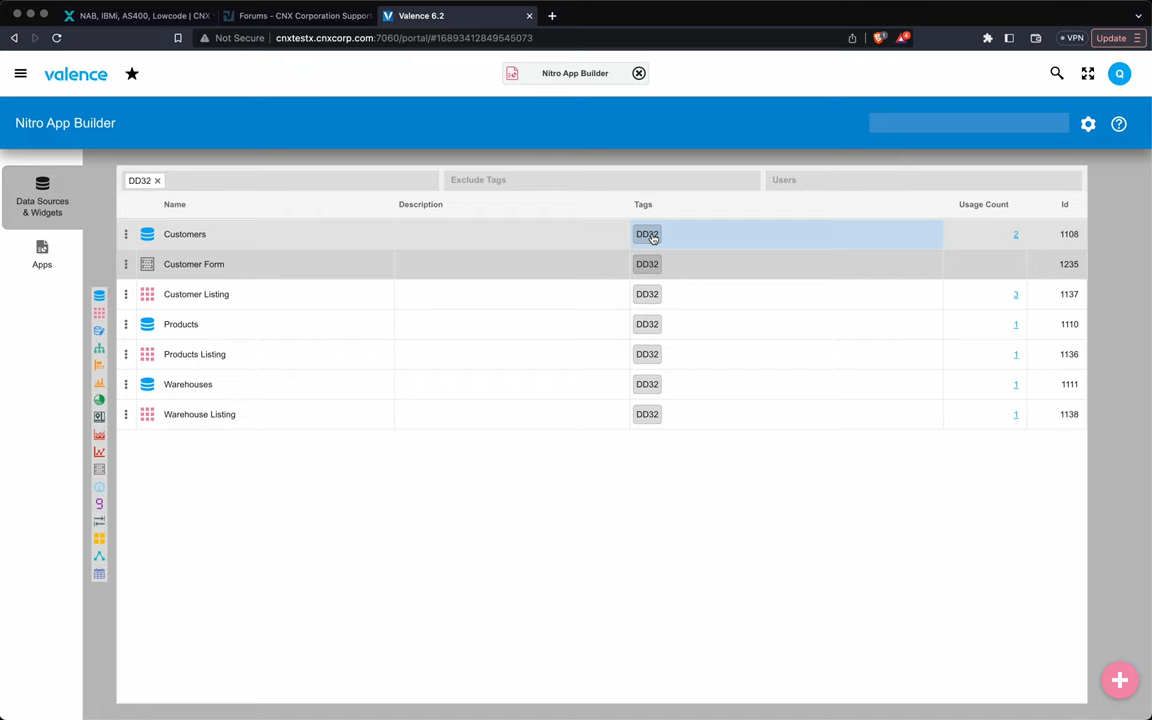 NAB, IBMi, AS400, Lowcode | CNX
Forums - CNX Corporation Support
Valence 6.2
Not Secure | cnxtestx.cnxcorp.com:7060/portal/#16893412849545073
VPN
Update
valence
Nitro App Builder
Q
Nitro App Builder
Data Sources
& Widgets
Apps
DD32
Exclude Tags
Users
Name
Description
Tags
Usage Count
Id
Customers
DD32
2
1108
Customer Form
DD32
1235
Customer Listing
DD32
3
1137
Products
DD32
1
1110
Products Listing
DD32
1
1136
Warehouses
DD32
1
1111
Warehouse Listing
DD32
1
1138